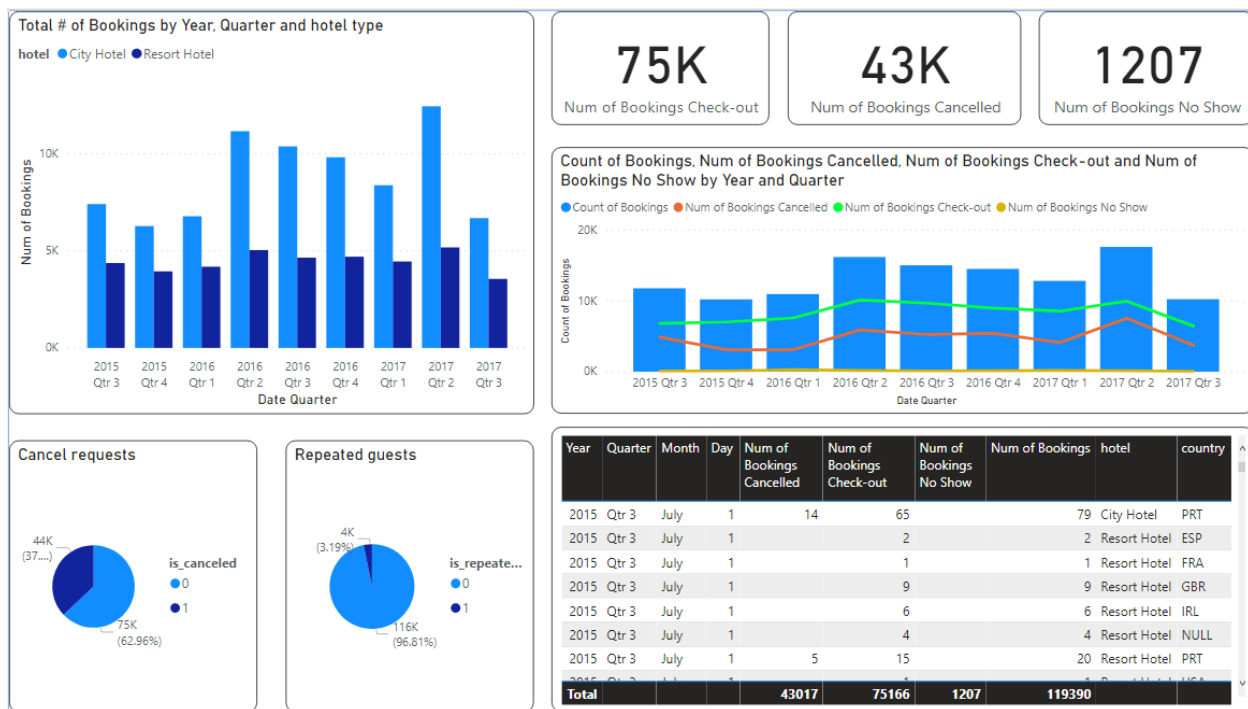 Total # of Bookings by Year, Quarter and hotel type
hotel City Hotel Resort Hotel
Num of Bookings
10K
5K
0K
2015 Qtr 3
2015 Qtr 4
2016 Qtr 1
2016 Qtr 2
2016 Qtr 3
2016 Qtr 4
2017 Qtr 1
2017 Qtr 2
2017 Qtr 3
Date Quarter
75K
Num of Bookings Check-out
43K
Num of Bookings Cancelled
1207
Num of Bookings No Show
Count of Bookings, Num of Bookings Cancelled, Num of Bookings Check-out and Num of
Bookings No Show by Year and Quarter
Count of Bookings Num of Bookings Cancelled Num of Bookings Check-out Num of Bookings No Show
Count of Bookings
20K
10K
0K
2015 Qtr 3 2015 Qtr 4 2016 Qtr 1 2016 Qtr 2 2016 Qtr 3 2016 Qtr 4 2017 Qtr 1 2017 Qtr 2 2017 Qtr 3
Date Quarter
Cancel requests
44K
(37....)
75K
(62.96%)
is_canceled
0
1
Repeated guests
4K
(3.19%)
116K
(96.81%)
is_repeate...
0
1
Year Quarter Month Day Num of Bookings Cancelled Num of Bookings Check-out Num of Bookings No Show Num of Bookings hotel country
2015 Qtr 3 July 1 14 65 79 City Hotel PRT
2015 Qtr 3 July 1 2 2 Resort Hotel ESP
2015 Qtr 3 July 1 1 1 Resort Hotel FRA
2015 Qtr 3 July 1 9 9 Resort Hotel GBR
2015 Qtr 3 July 1 6 6 Resort Hotel IRL
2015 Qtr 3 July 1 4 4 Resort Hotel NULL
2015 Qtr 3 July 1 5 15 20 Resort Hotel PRT
Total 43017 75166 1207 119390